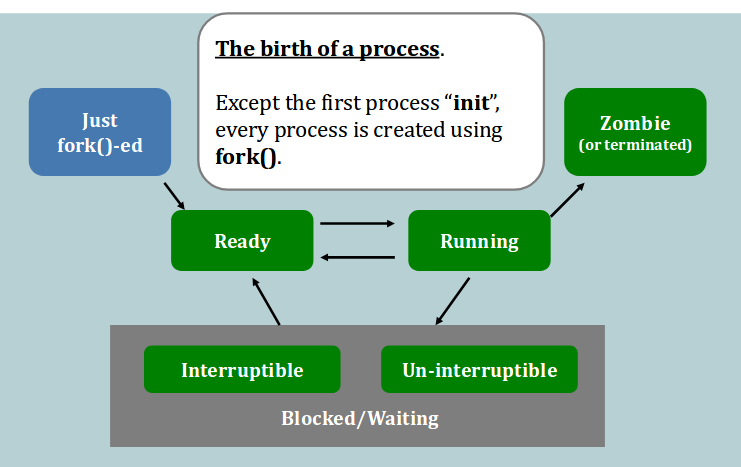 The birth of a process.
Except the first process “init”,
every process is created using
fork().
Just
fork()-ed
Zombie
(or terminated)
Ready
Running
Interruptible
Un-interruptible
Blocked/Waiting